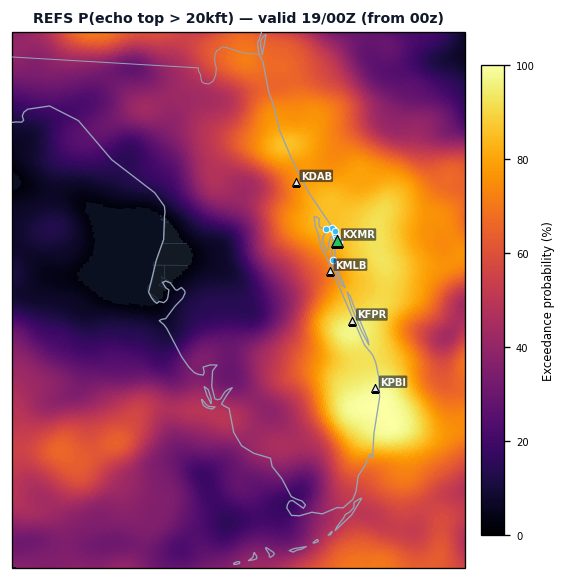 REFS P(echo top > 20kft) — valid 19/00Z (from 00z)
KDAB
KXMR
KMLB
KFPR
KPBI
100
80
60
40
20
0
Exceedance probability (%)